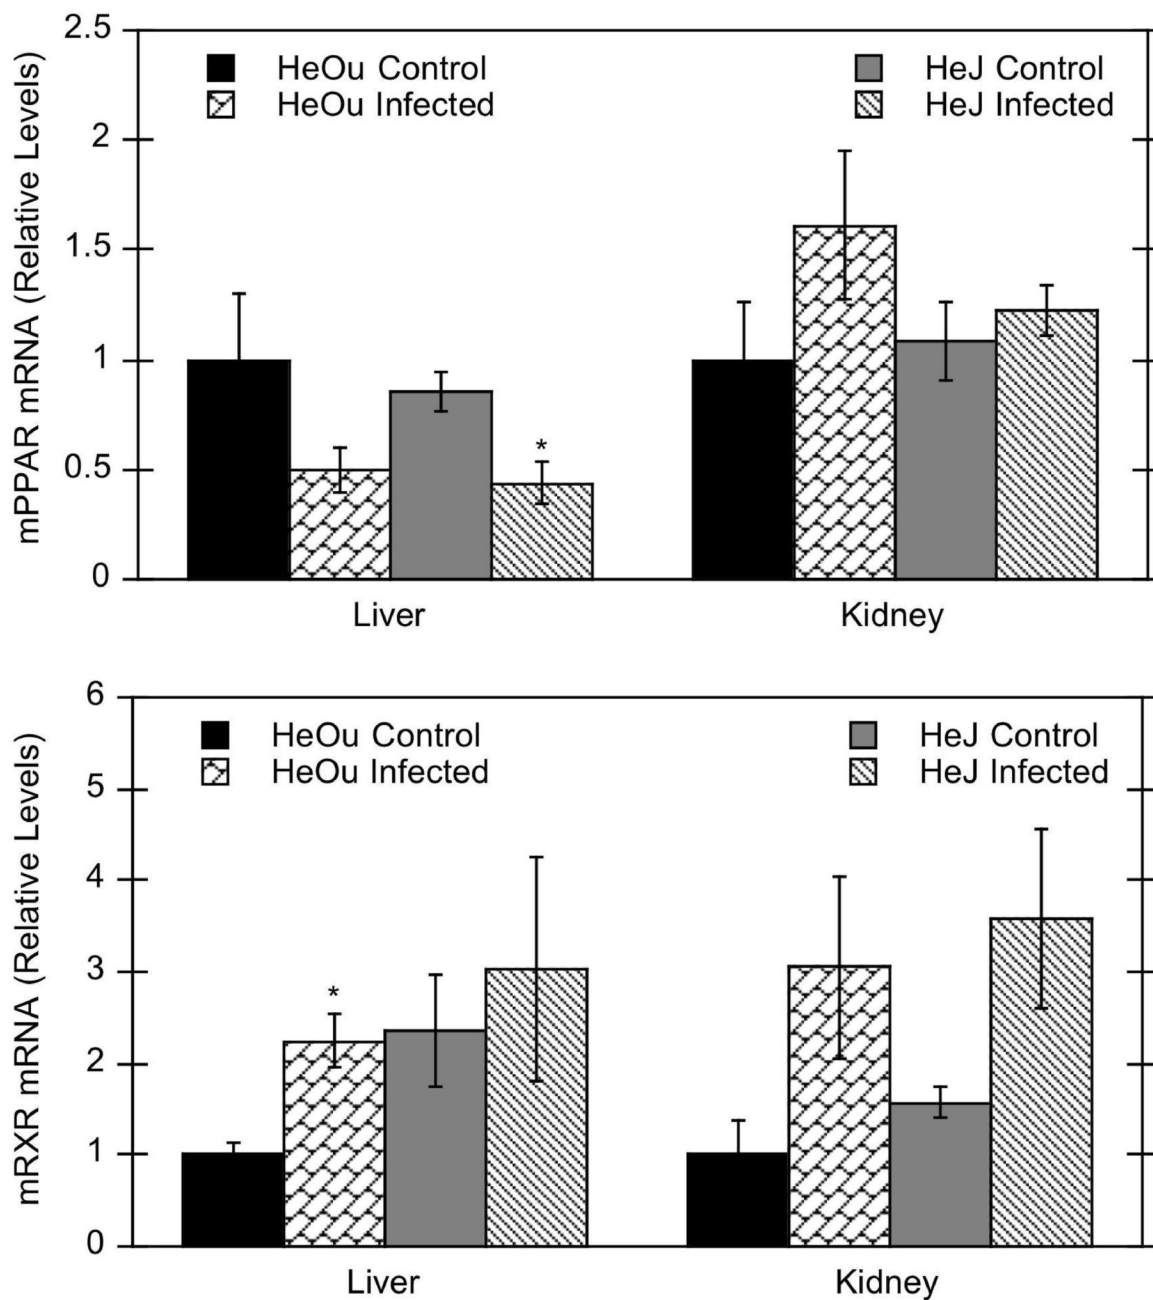 mPPAR mRNA (Relative Levels)
2.5
2
1.5
1
0.5
0
HeOu Control
HeOu Infected
HeJ Control
HeJ Infected
*
Liver
Kidney
mRXR mRNA (Relative Levels)
6
5
4
3
2
1
0
HeOu Control
HeOu Infected
HeJ Control
HeJ Infected
*
Liver
Kidney